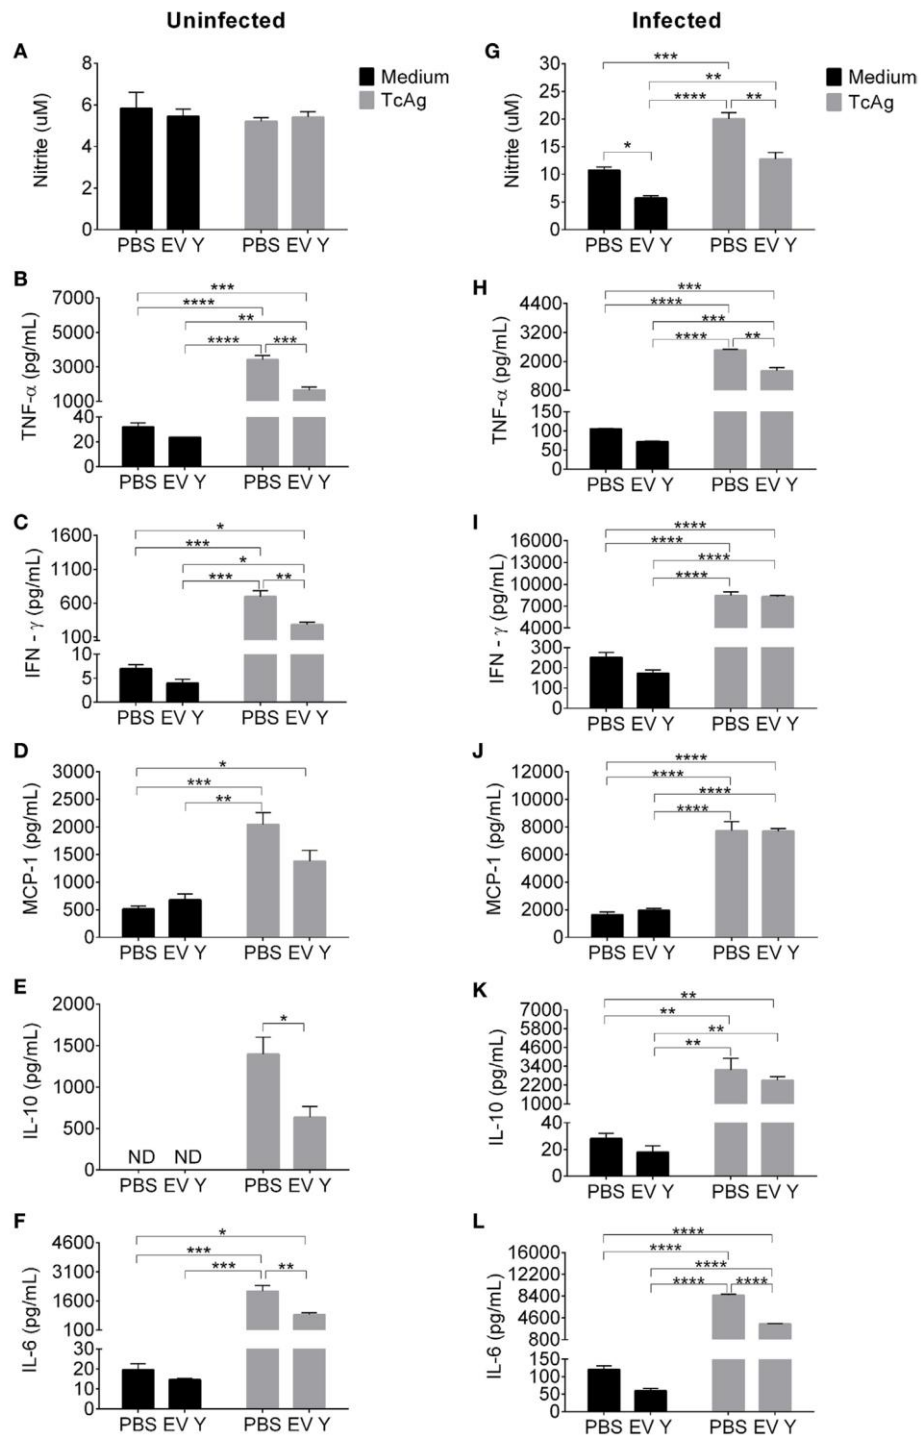 Uninfected
Infected
A
8
6
4
2
0
Nitrite (uM)
PBS EV Y PBS EV Y
Medium
TcAg
G
30
25
20
15
10
5
0
Nitrite (uM)
***
**
**** **
*
PBS EV Y PBS EV Y
Medium
TcAg
B
7000
5000
3000
1000
40
20
0
TNF-α (pg/mL)
***
****
**
**** ***
PBS EV Y PBS EV Y
H
4400
3200
2000
800
150
100
50
0
TNF-α (pg/mL)
***
****
***
**** **
PBS EV Y PBS EV Y
C
1600
1100
600
100
10
5
0
IFN - γ (pg/mL)
*
***
*
*** **
PBS EV Y PBS EV Y
I
16000
13000
10000
7000
4000
300
200
100
0
IFN - γ (pg/mL)
****
****
****
****
PBS EV Y PBS EV Y
D
3000
2500
2000
1500
1000
500
0
MCP-1 (pg/mL)
*
***
**
PBS EV Y PBS EV Y
J
12000
10000
8000
6000
4000
2000
0
MCP-1 (pg/mL)
****
****
****
****
PBS EV Y PBS EV Y
E
2000
1500
1000
500
0
IL-10 (pg/mL)
*
ND ND
PBS EV Y PBS EV Y
K
7000
5800
4600
3400
2200
1000
40
20
0
IL-10 (pg/mL)
**
**
**
**
PBS EV Y PBS EV Y
F
4600
3100
1600
100
30
20
10
0
IL-6 (pg/mL)
*
***
*** **
PBS EV Y PBS EV Y
L
16000
12200
8400
4600
800
150
100
50
0
IL-6 (pg/mL)
****
****
****
**** ****
PBS EV Y PBS EV Y